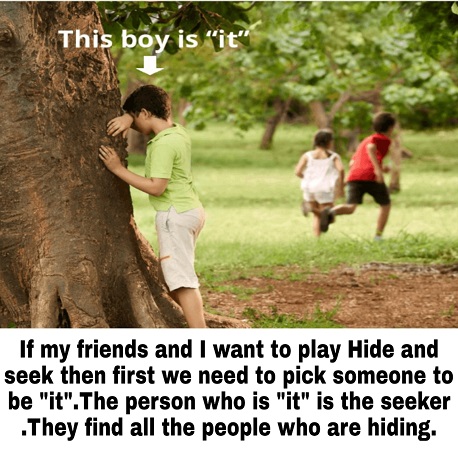 This boy is “it”
If my friends and I want to play Hide and
seek then first we need to pick someone to
be "it".The person who is "it" is the seeker
.They find all the people who are hiding.